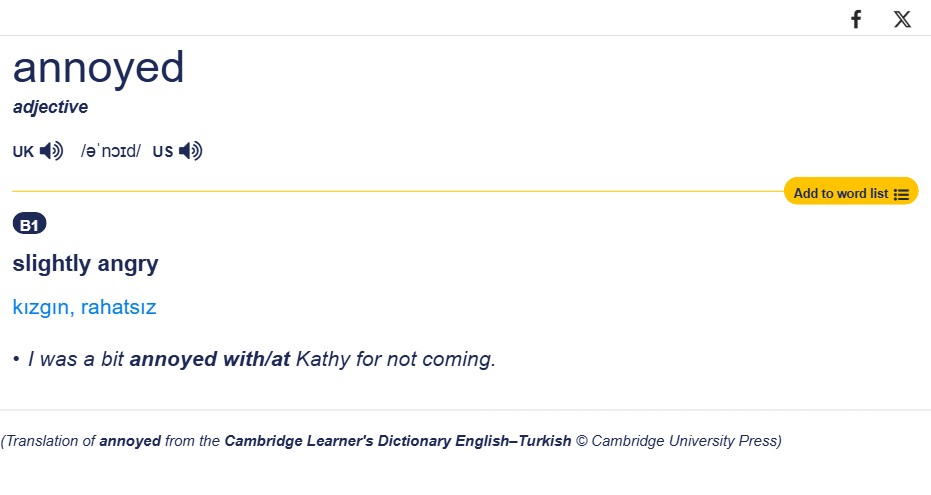 annoyed
adjective
UK /əˈnɔɪd/ US
Add to word list
B1
slightly angry
kızgın, rahatsız
• I was a bit annoyed with/at Kathy for not coming.
(Translation of annoyed from the Cambridge Learner's Dictionary English–Turkish © Cambridge University Press)